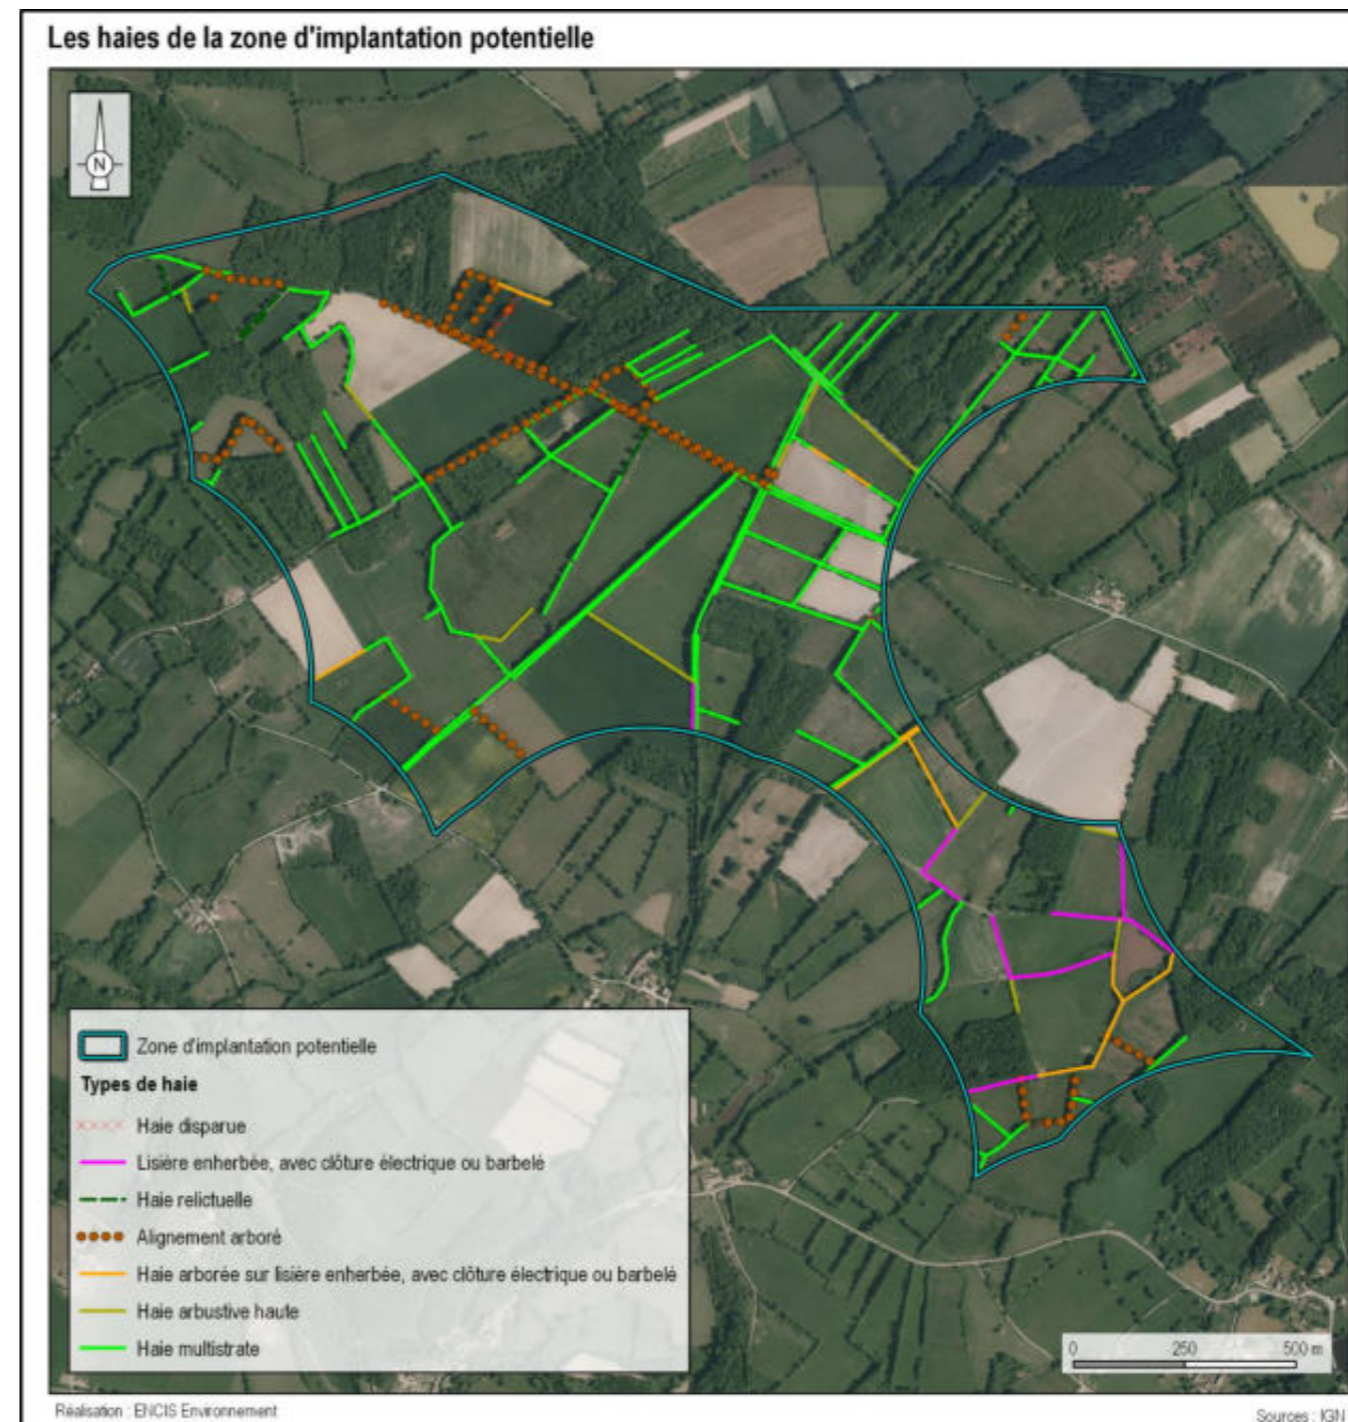 Les haies de la zone d'implantation potentielle
N
Zone d'implantation potentielle
Types de haie
Haie disparue
Lisière enherbée, avec clôture électrique ou barbelé
Haie relictuelle
Alignement arboré
Haie arborée sur lisière enherbée, avec clôture électrique ou barbelé
Haie arbustive haute
Haie multistrate
0 250 500 m
Réalisation : ENCIS Environnement
Sources : IGN